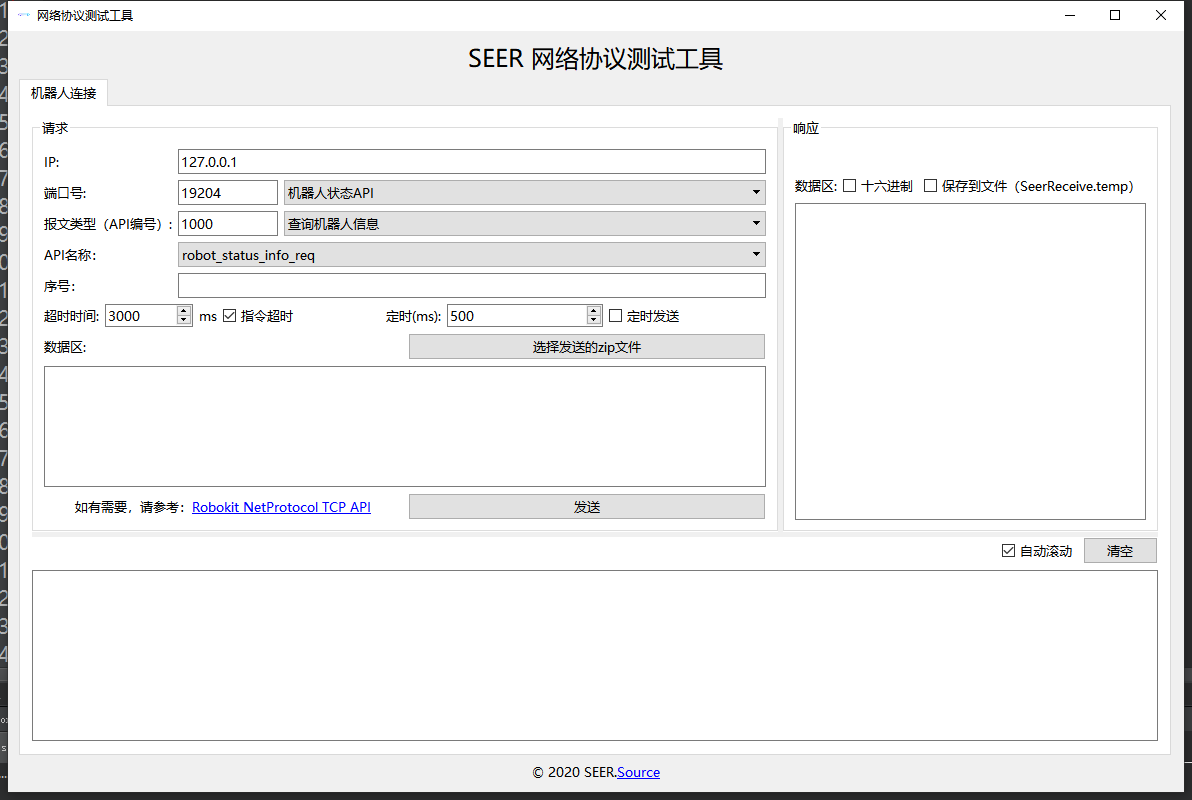 网络协议测试工具
SEER 网络协议测试工具
机器人连接
请求
IP: 127.0.0.1
端口号: 19204 机器人状态API
报文类型（API编号）: 1000 查询机器人信息
API名称: robot_status_info_req
序号:
超时时间: 3000 ms 指令超时 定时(ms): 500 定时发送
数据区: 选择发送的zip文件
如有需要，请参考: Robokit NetProtocol TCP API 发送
响应
数据区: 十六进制 保存到文件（SeerReceive.temp）
自动滚动 清空
© 2020 SEER.Source